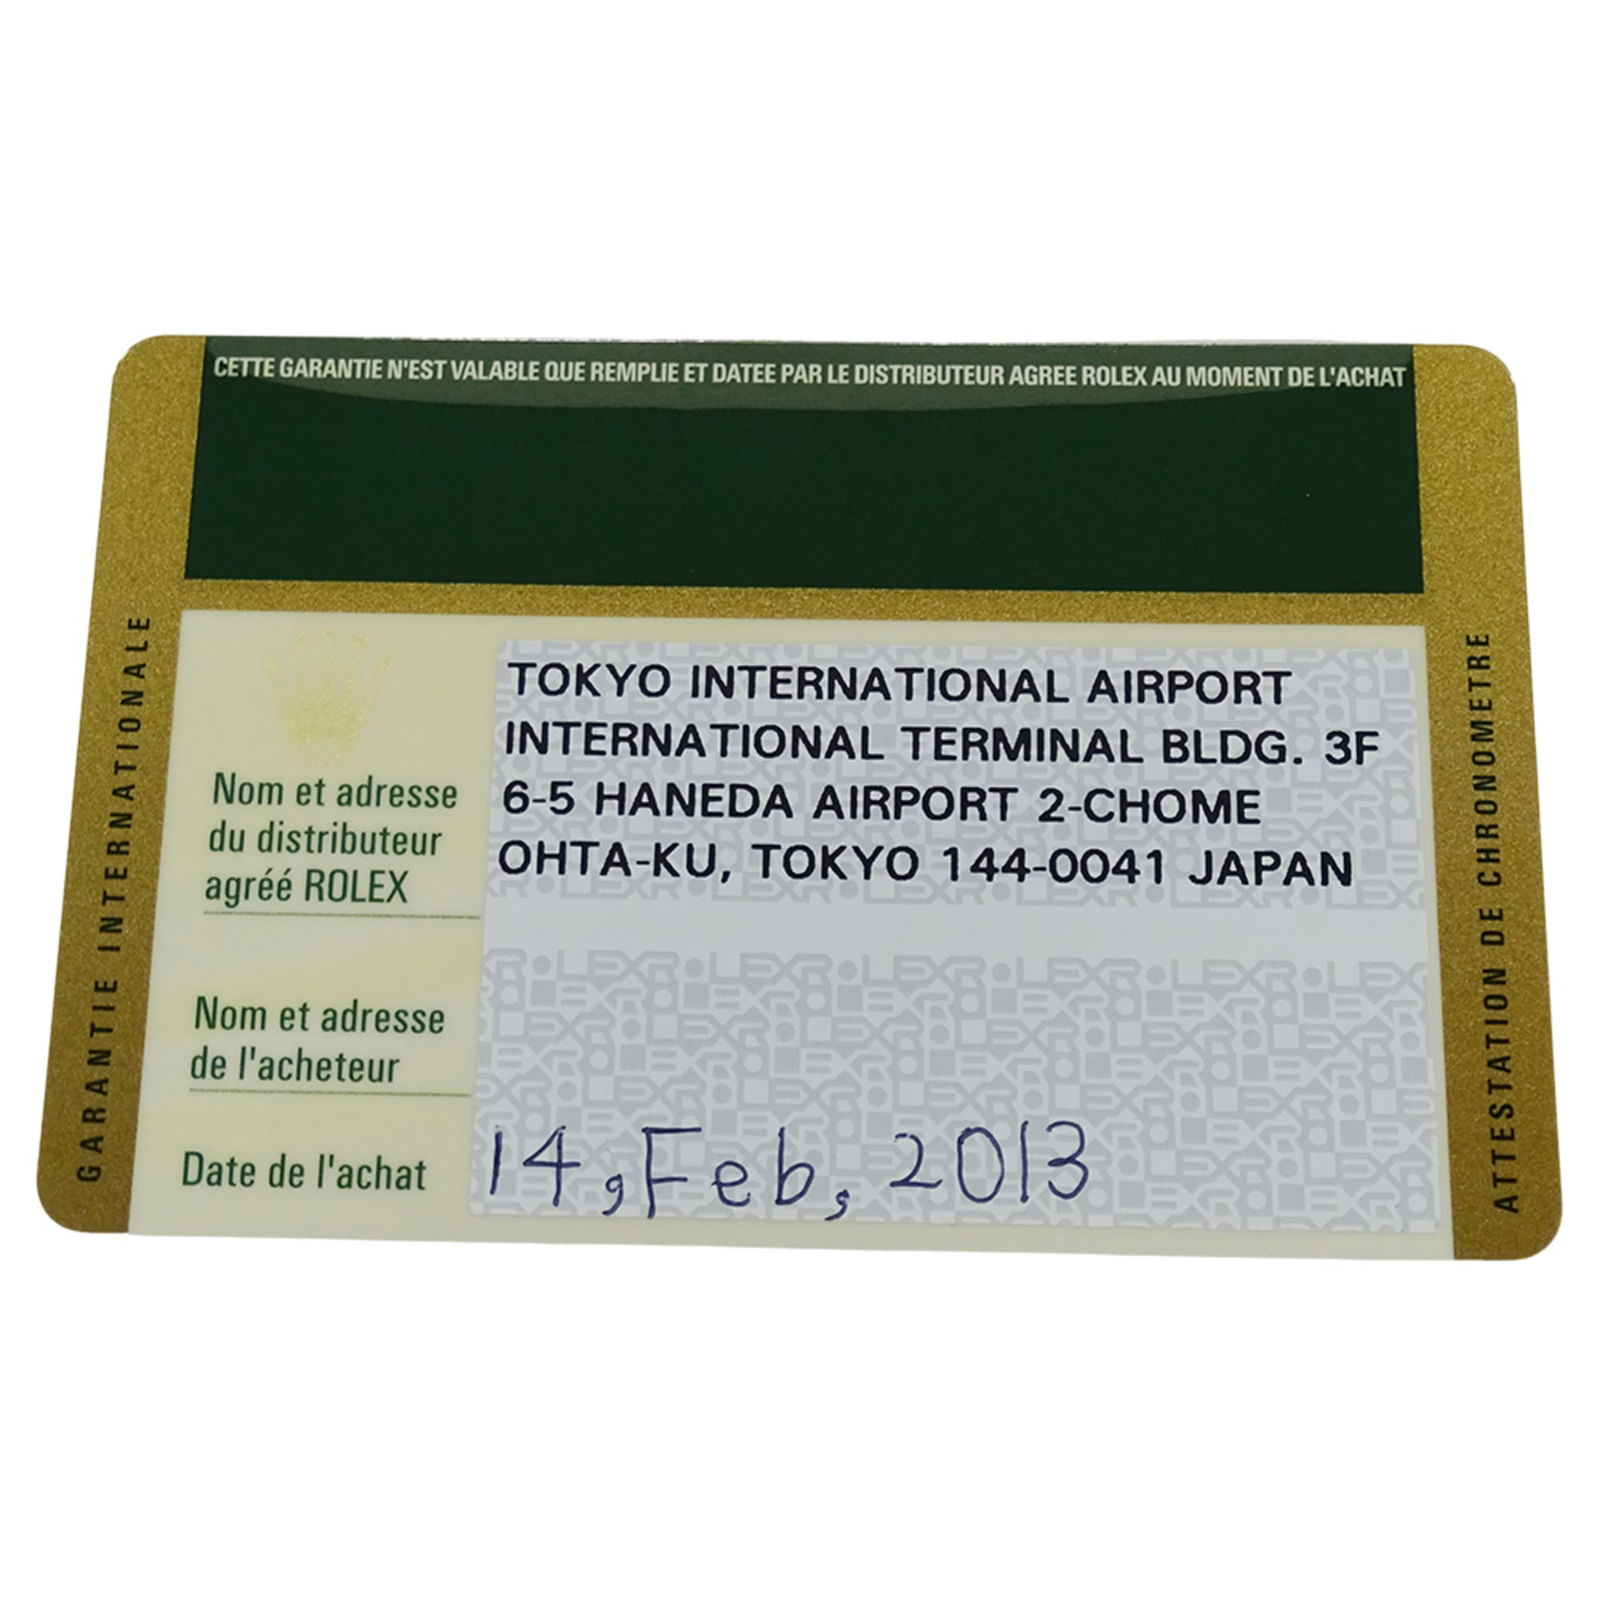 CETTE GARANTIE N'EST VALABLE QUE REMPLIE ET DATEE PAR LE DISTRIBUTEUR AGREE ROLEX AU MOMENT DE L'ACHAT
GARANTIE INTERNATIONALE
Nom et adresse
du distributeur
agréé ROLEX
TOKYO INTERNATIONAL AIRPORT
INTERNATIONAL TERMINAL BLDG. 3F
6-5 HANEDA AIRPORT 2-CHOME
OHTA-KU, TOKYO 144-0041 JAPAN
Nom et adresse
de l'acheteur
Date de l'achat
14, Feb, 2013
ATTESTATION DE CHRONOMETRE